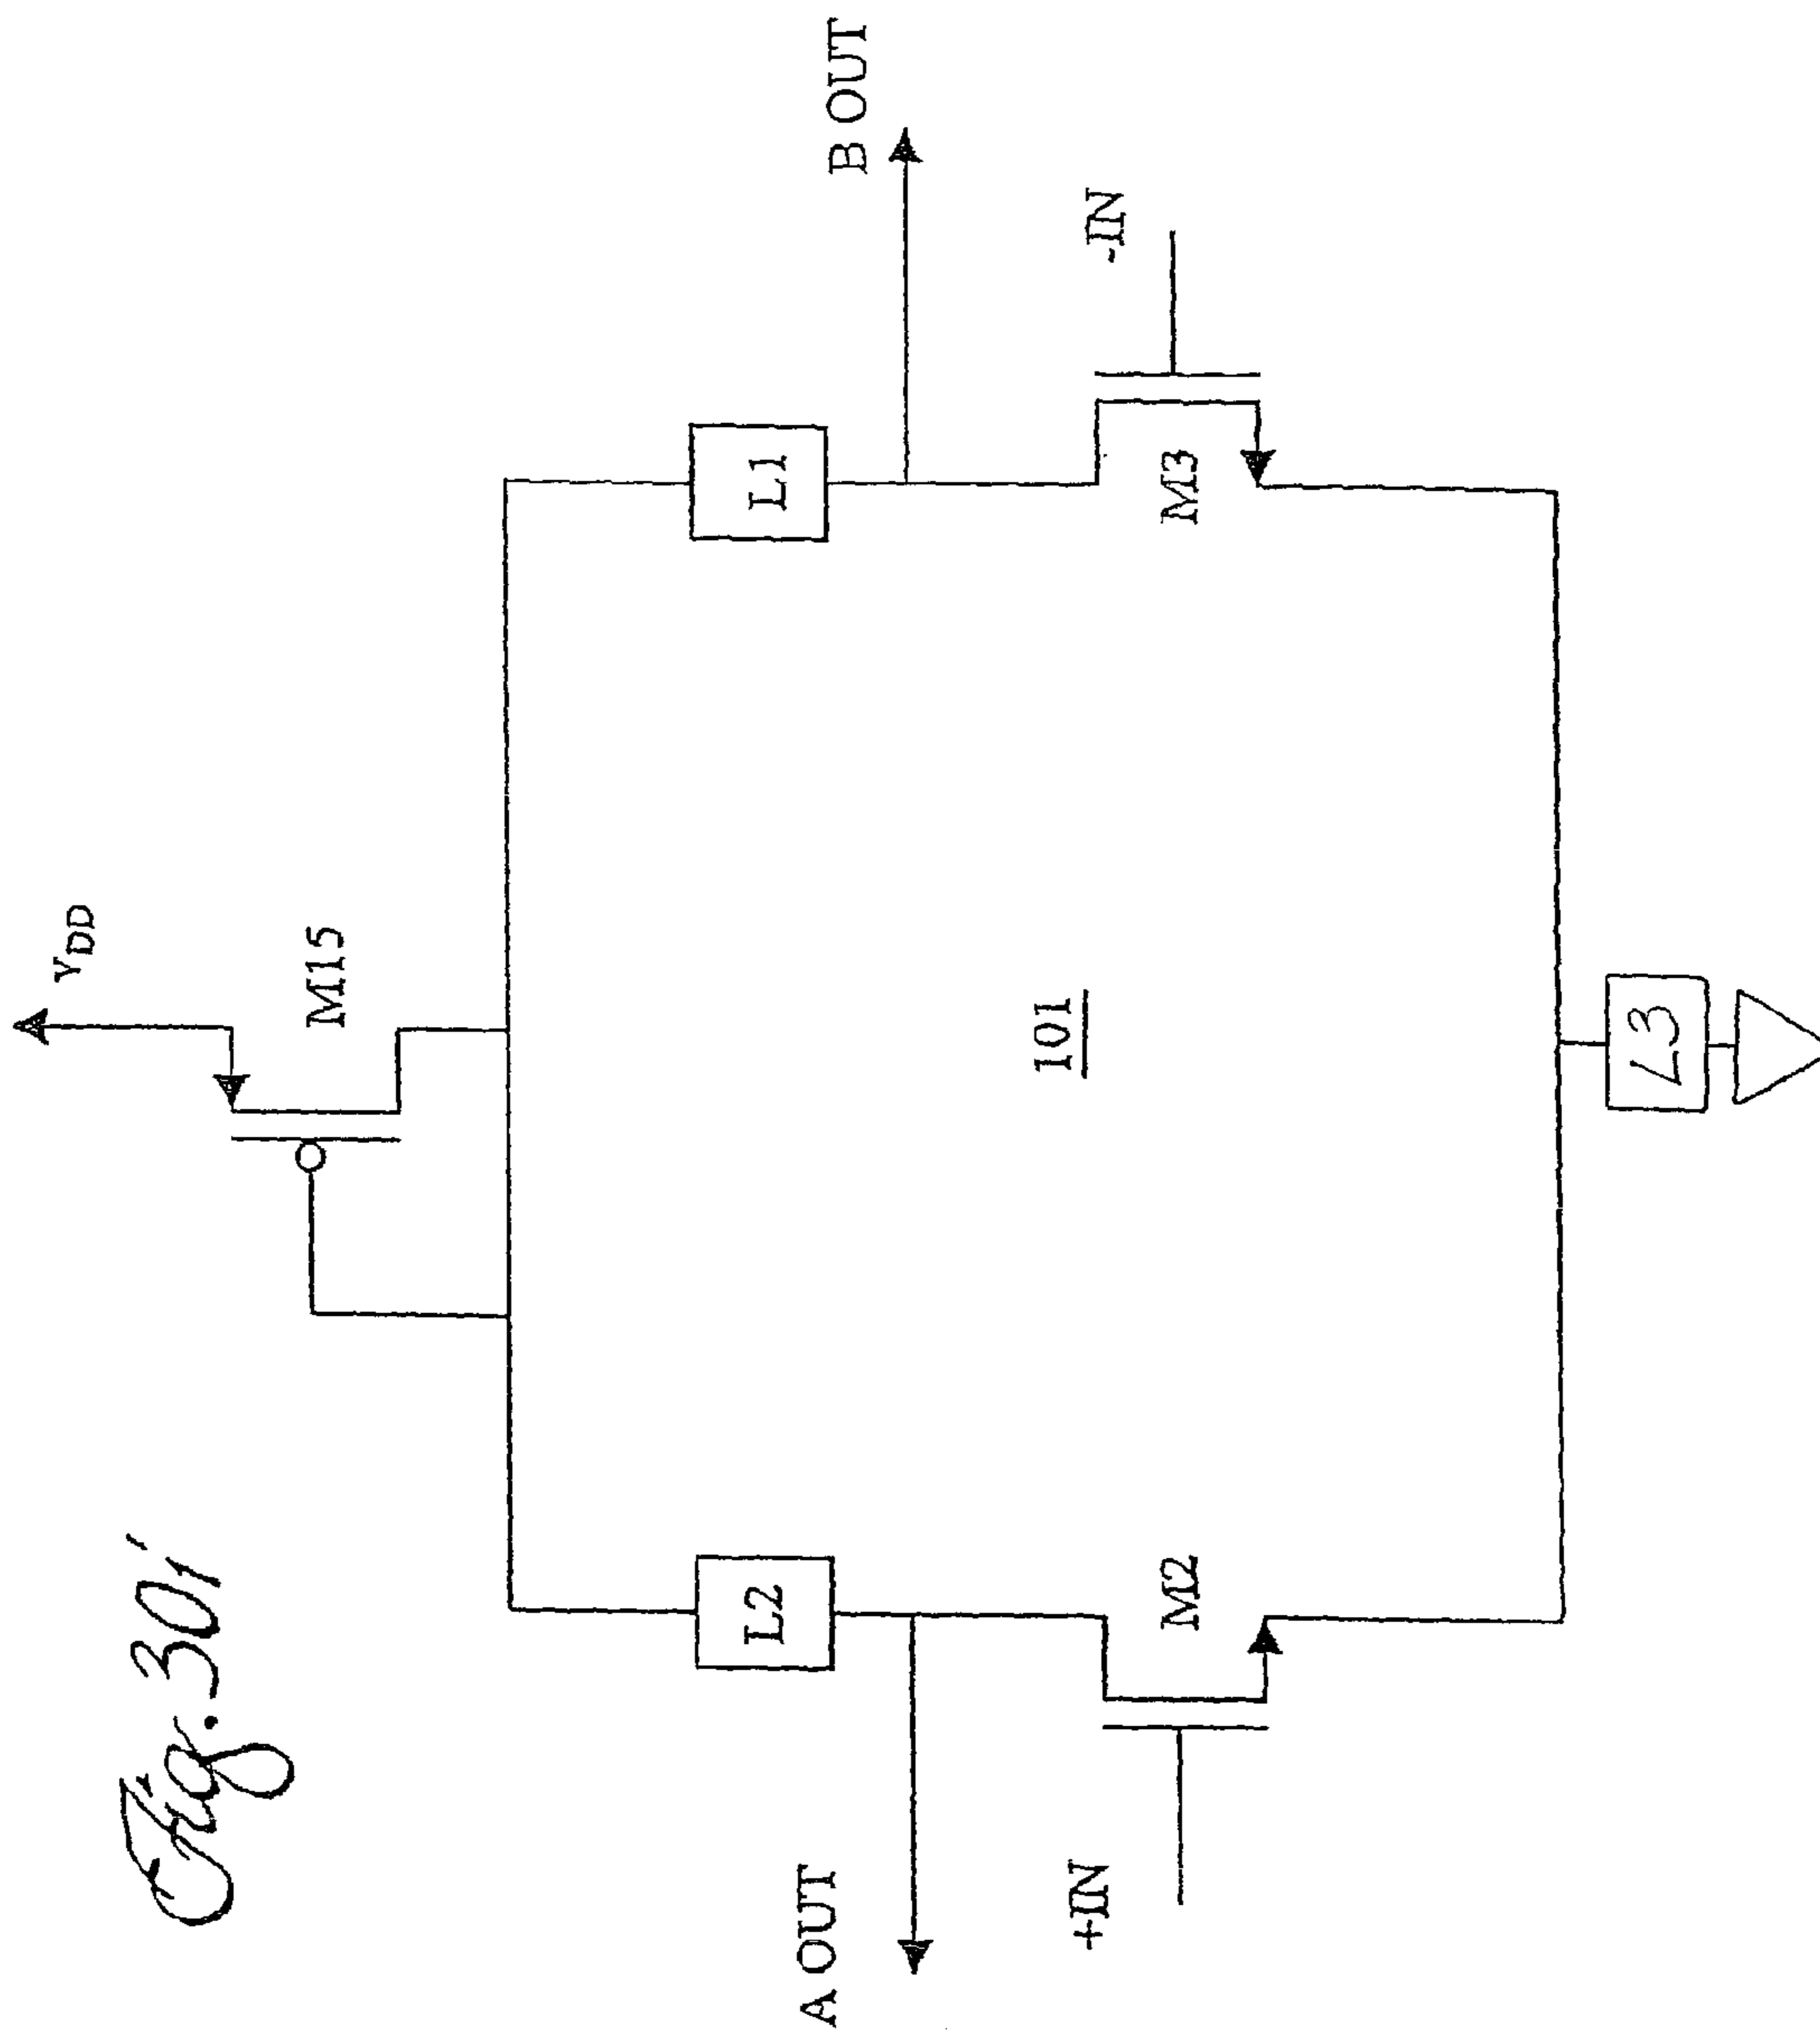 Fig. 30i'
VDD
M15
L2
L1
A OUT
B OUT
101
+IN
-IN
M2
M3
L3